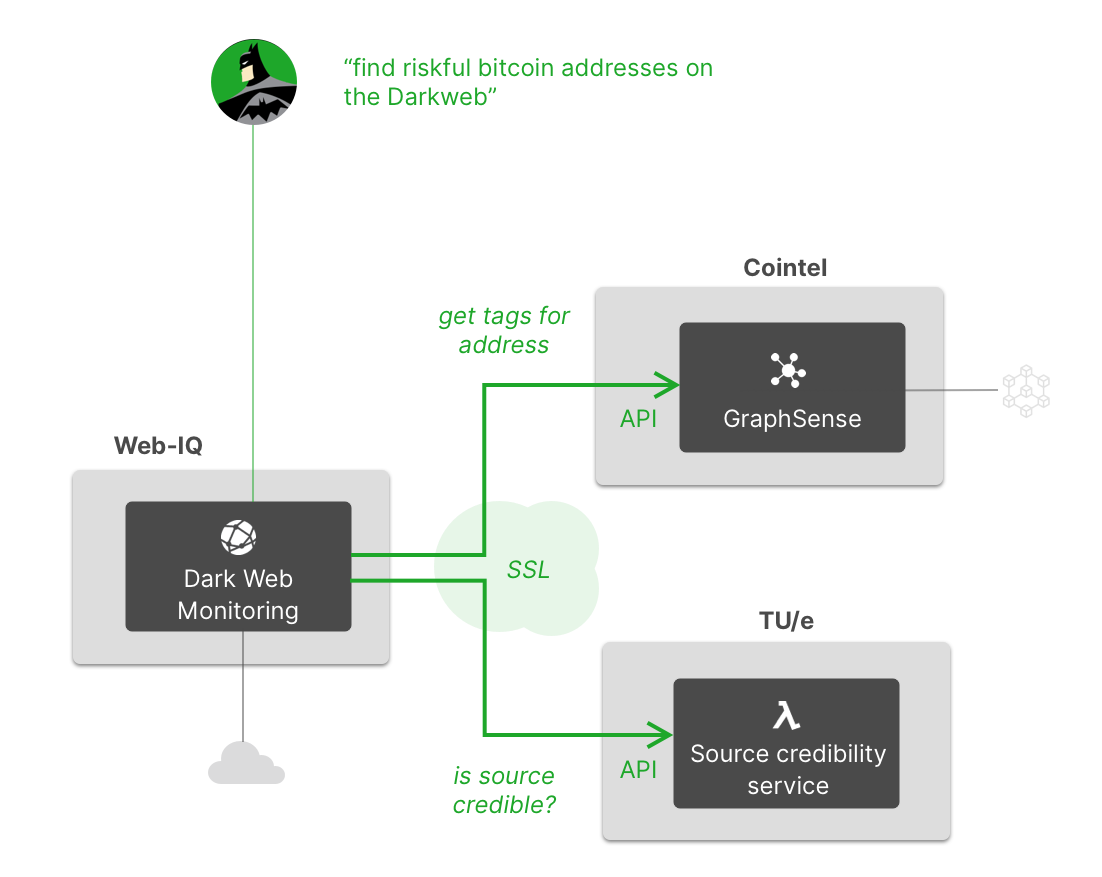 “find riskful bitcoin addresses on
the Darkweb”
Cointel
get tags for
address
API
GraphSense
Web-IQ
Dark Web
Monitoring
SSL
TU/e
is source
credible?
API
Source credibility
service